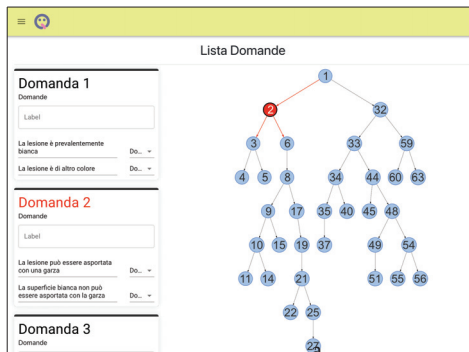 Lista Domande
Domanda 1
Domande
Label
La lesione è prevalentemente
bianca
Do...
La lesione è di altro colore
Do...
Domanda 2
Domande
Label
La lesione può essere asportata
con una garza
Do...
La superficie bianca non può
essere asportata con la garza
Do...
Domanda 3
1
2
32
3
6
33
59
4
5
8
34
44
60
63
9
17
35
40
45
48
10
15
19
37
49
54
11
14
21
51
55
56
22
25